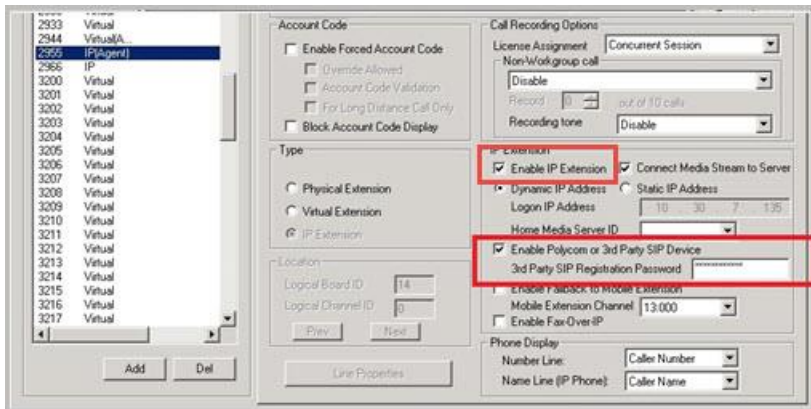 2933 Virtual
2944 Virtual(A...
2955 IP(Agent)
2966 IP
3200 Virtual
3201 Virtual
3202 Virtual
3203 Virtual
3204 Virtual
3205 Virtual
3206 Virtual
3207 Virtual
3208 Virtual
3209 Virtual
3210 Virtual
3211 Virtual
3212 Virtual
3213 Virtual
3214 Virtual
3215 Virtual
3216 Virtual
3217 Virtual
Add Del
Account Code
Enable Forced Account Code
Override Allowed
Account Code Validation
For Long Distance Call Only
Block Account Code Display
Type
Physical Extension
Virtual Extension
IP Extension
Location
Logical Board ID 14
Logical Channel ID 0
Prev Next
Line Properties
Call Recording Options
License Assignment Concurrent Session
Non-Workgroup call
Disable
Record 0 out of 10 calls
Recording tone Disable
IP Extension
Enable IP Extension Connect Media Stream to Server
Dynamic IP Address Static IP Address
Logon IP Address 10 . 30 . 7 . 135
Home Media Server ID
Enable Polycom or 3rd Party SIP Device
3rd Party SIP Registration Password
Enable Fallback to Mobile Extension
Mobile Extension Channel 13:000
Enable Fax-Over-IP
Phone Display
Number Line: Caller Number
Name Line (IP Phone): Caller Name